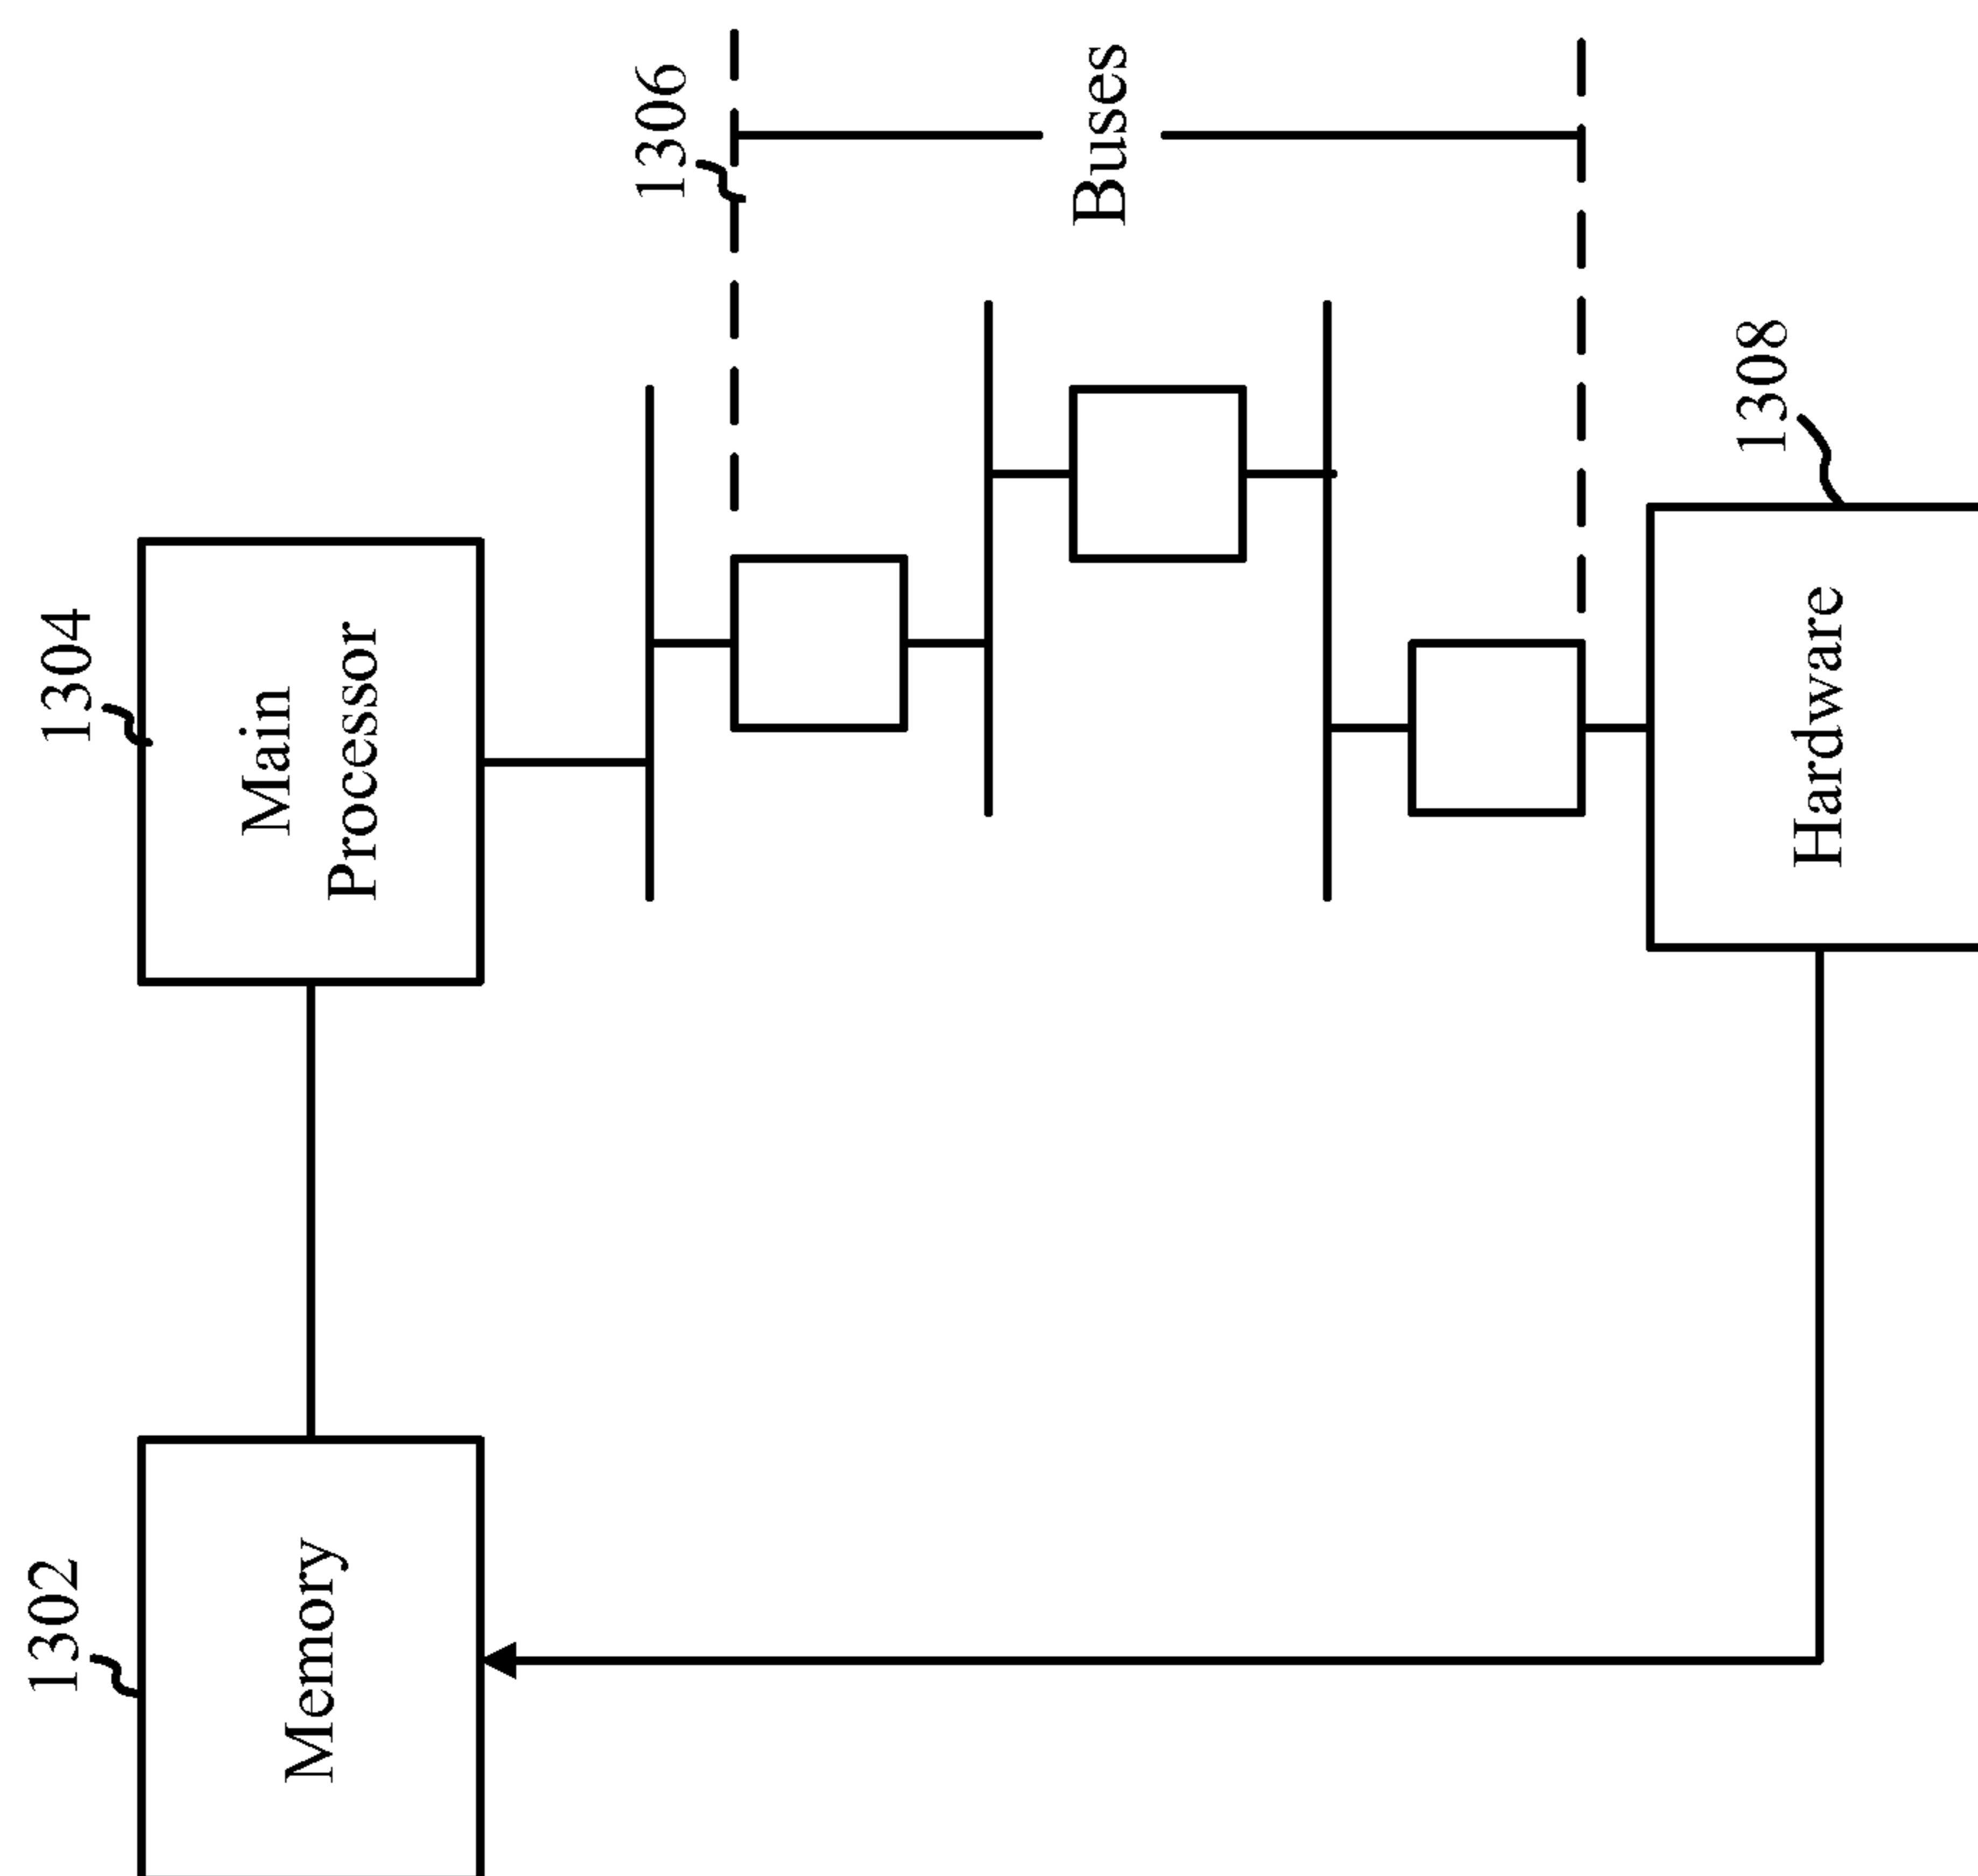 1302
Memory
1304
Main
Processor
1306
Buses
1308
Hardware